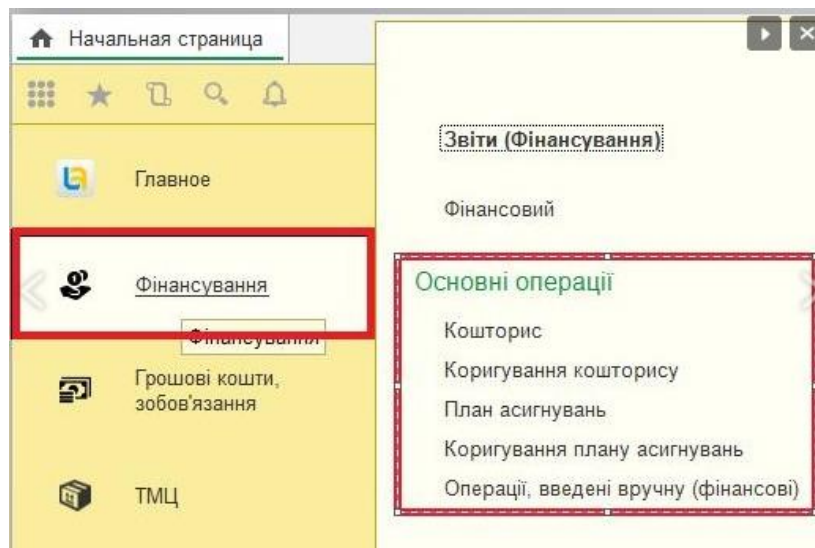 Начальная страница
Главное
Фінансування
Фінансування
Грошові кошти,
зобов'язання
ТМЦ
Звіти (Фінансування)
Фінансовий
Основні операції
Кошторис
Коригування кошторису
План асигнувань
Коригування плану асигнувань
Операції, введені вручну (фінансові)